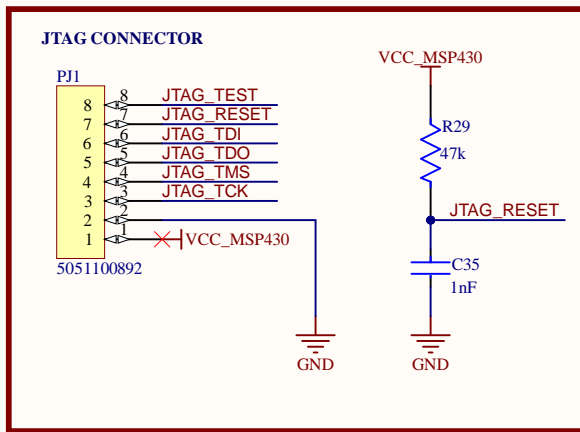 JTAG CONNECTOR
PJ1
8 8 JTAG_TEST
7 7 JTAG_RESET
6 6 JTAG_TDI
5 5 JTAG_TDO
4 4 JTAG_TMS
3 3 JTAG_TCK
2 2
1 1 VCC_MSP430
5051100892
GND
VCC_MSP430
R29
47k
JTAG_RESET
C35
1nF
GND